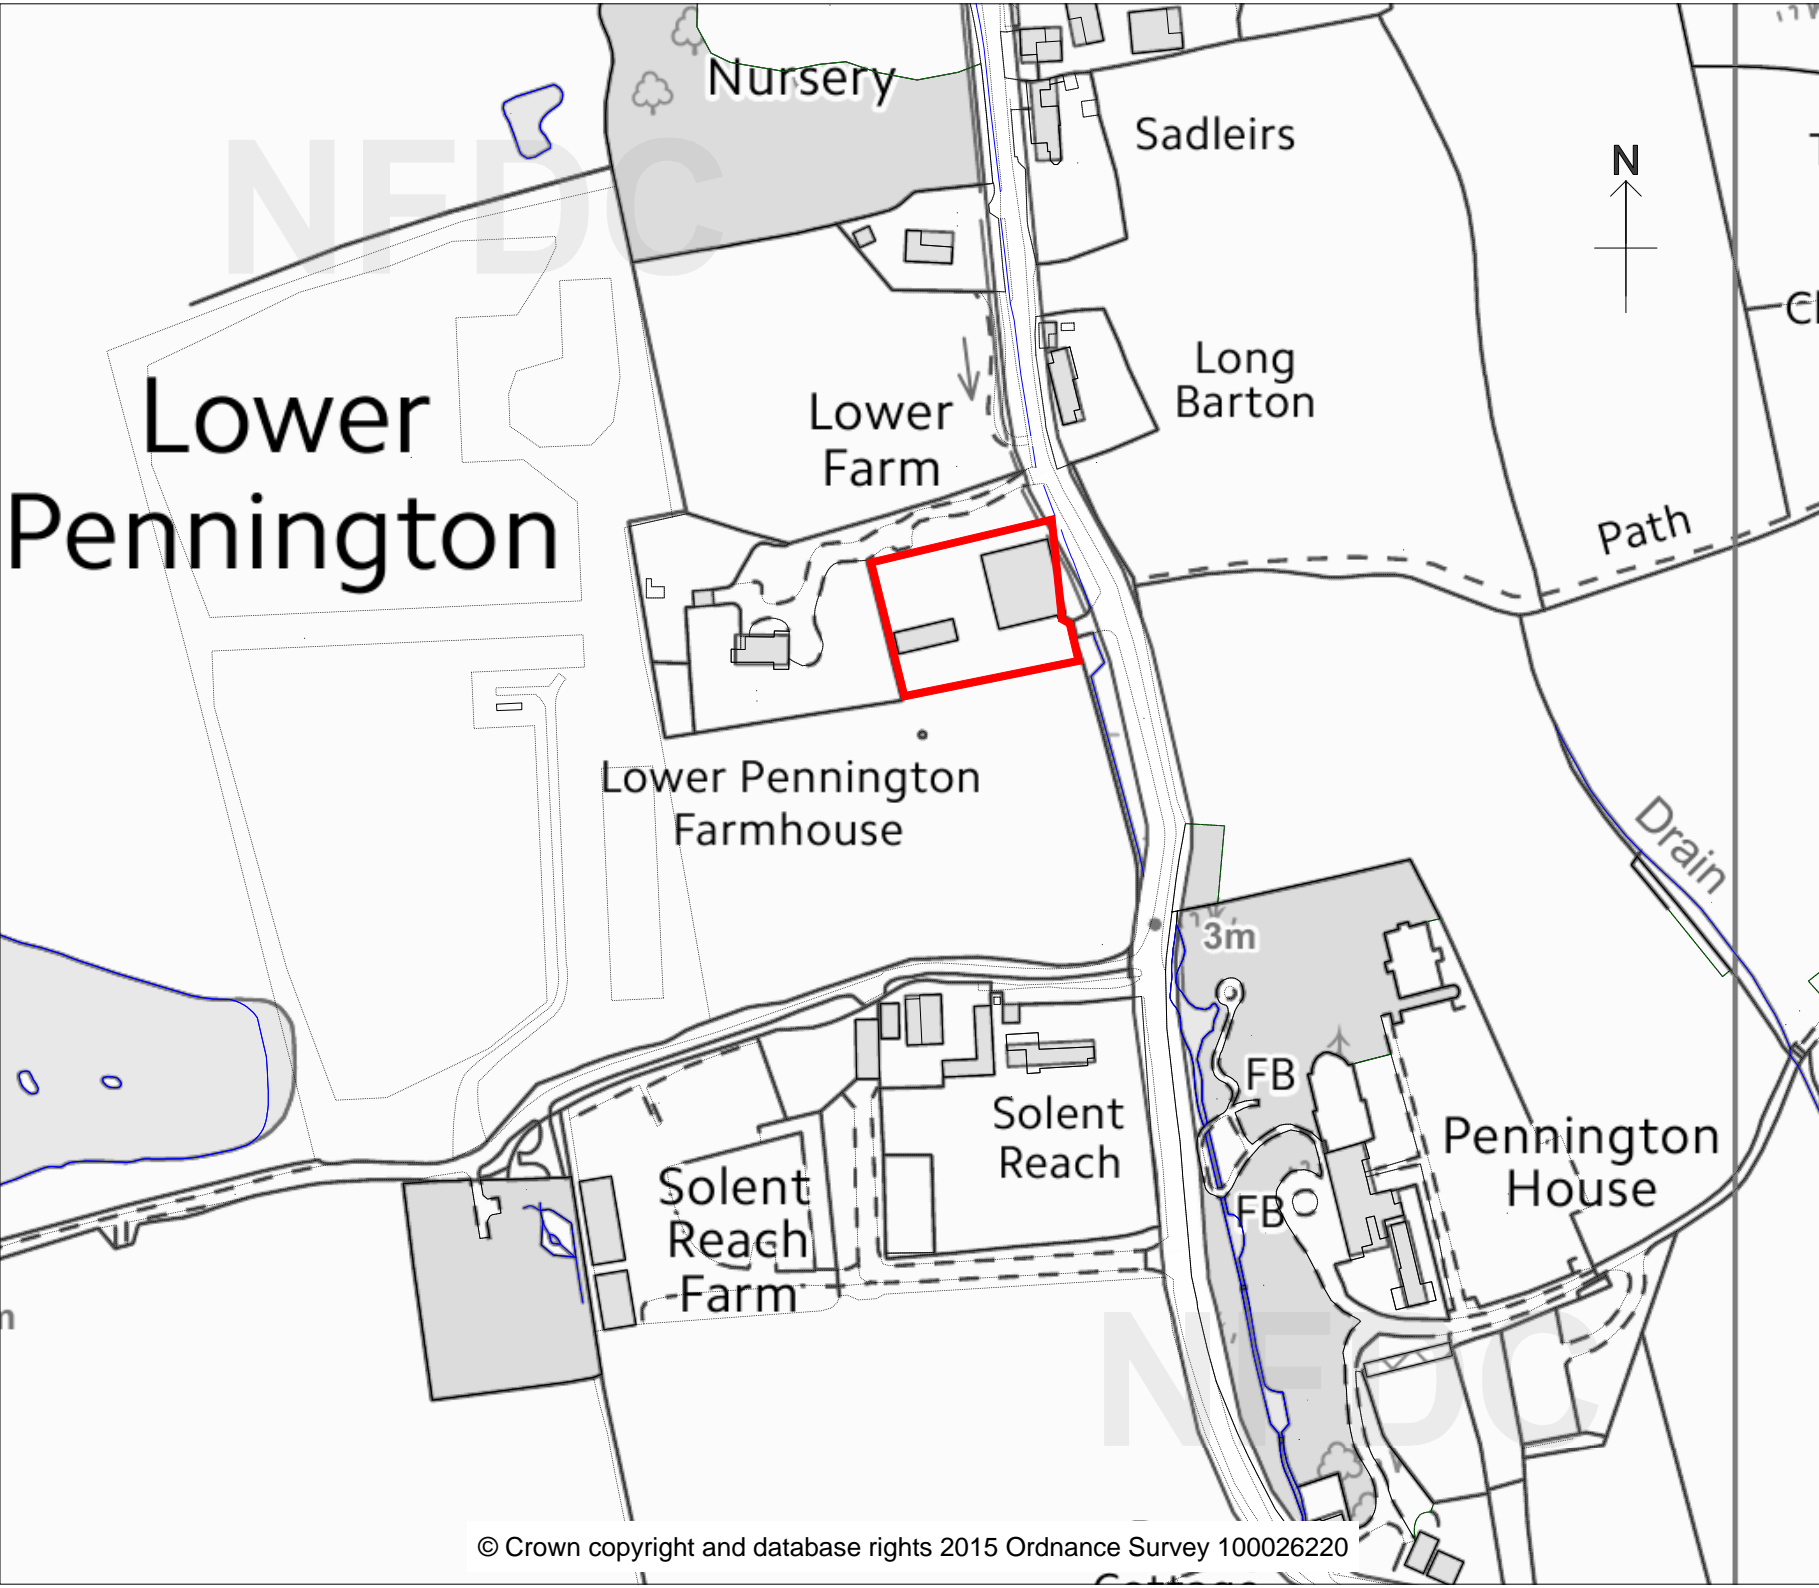 Nursery
Sadleirs
NFDC
N
Long
Barton
Lower
Farm
Lower
Pennington
Path
Lower Pennington
Farmhouse
Drain
3m
FB
Solent
Reach
Pennington
House
Solent
Reach
Farm
FB
NFDC
© Crown copyright and database rights 2015 Ordnance Survey 100026220